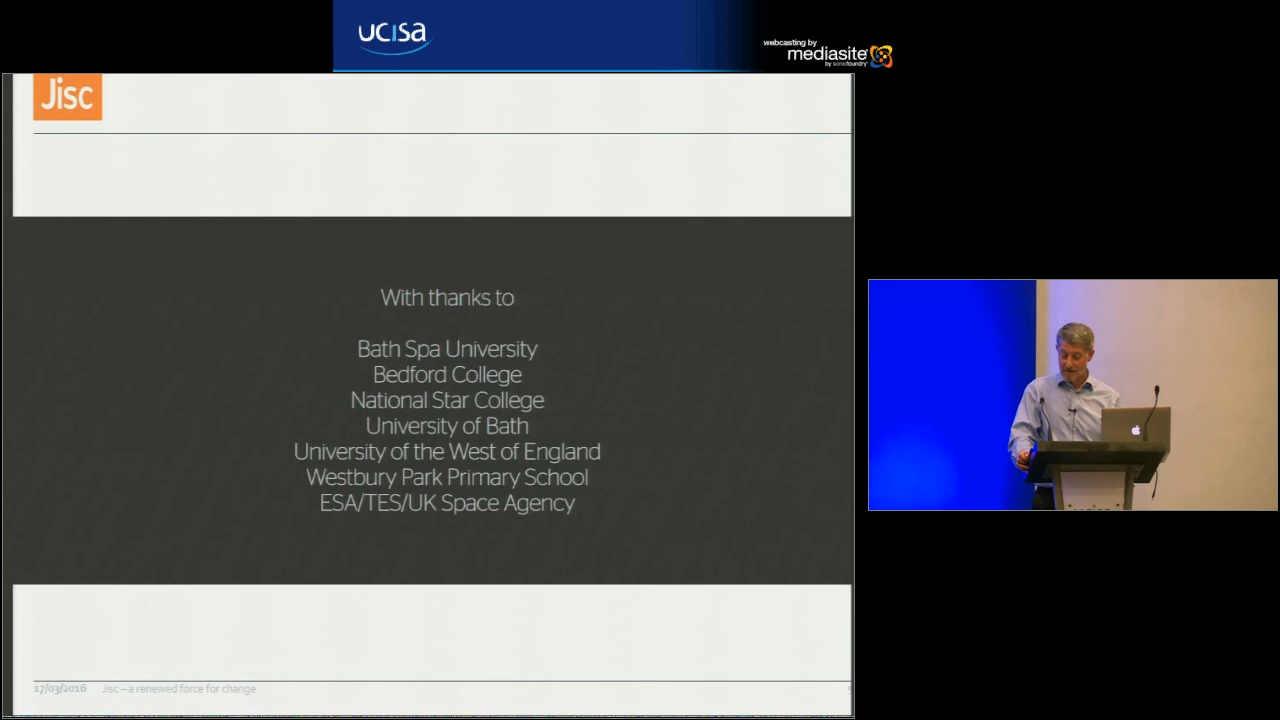 ucisa
webcasting by
mediasite
by sonicfoundry
Jisc
With thanks to
Bath Spa University
Bedford College
National Star College
University of Bath
University of the West of England
Westbury Park Primary School
ESA/TES/UK Space Agency
17/03/2016 Jisc – a renewed force for change